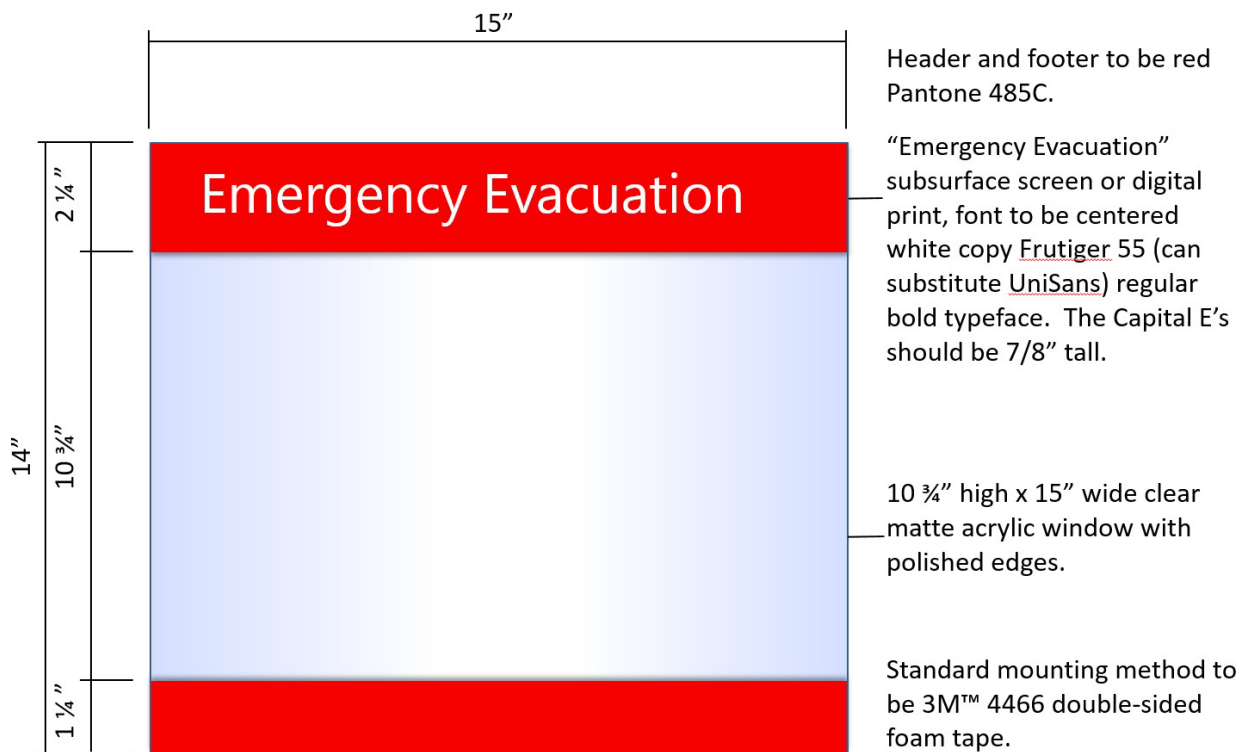 15”
Header and footer to be red
Pantone 485C.
“Emergency Evacuation”
subsurface screen or digital
print, font to be centered
white copy Frutiger 55 (can
substitute UniSans) regular
bold typeface.  The Capital E’s
should be 7/8” tall.
2 ¼”
Emergency Evacuation
14”
10 ¾”
10 ¾” high x 15” wide clear
matte acrylic window with
polished edges.
1 ¼”
Standard mounting method to
be 3M™ 4466 double-sided
foam tape.